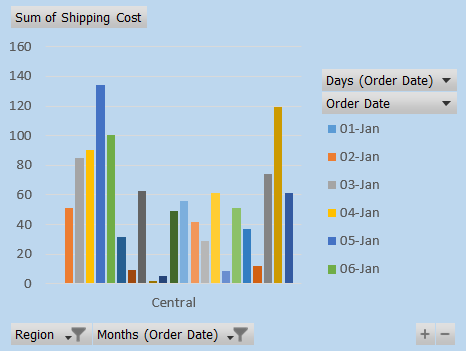 Sum of Shipping Cost
160
140
120
100
80
60
40
20
0
Central
Days (Order Date)
Order Date
01-Jan
02-Jan
03-Jan
04-Jan
05-Jan
06-Jan
Region Months (Order Date)
+ −